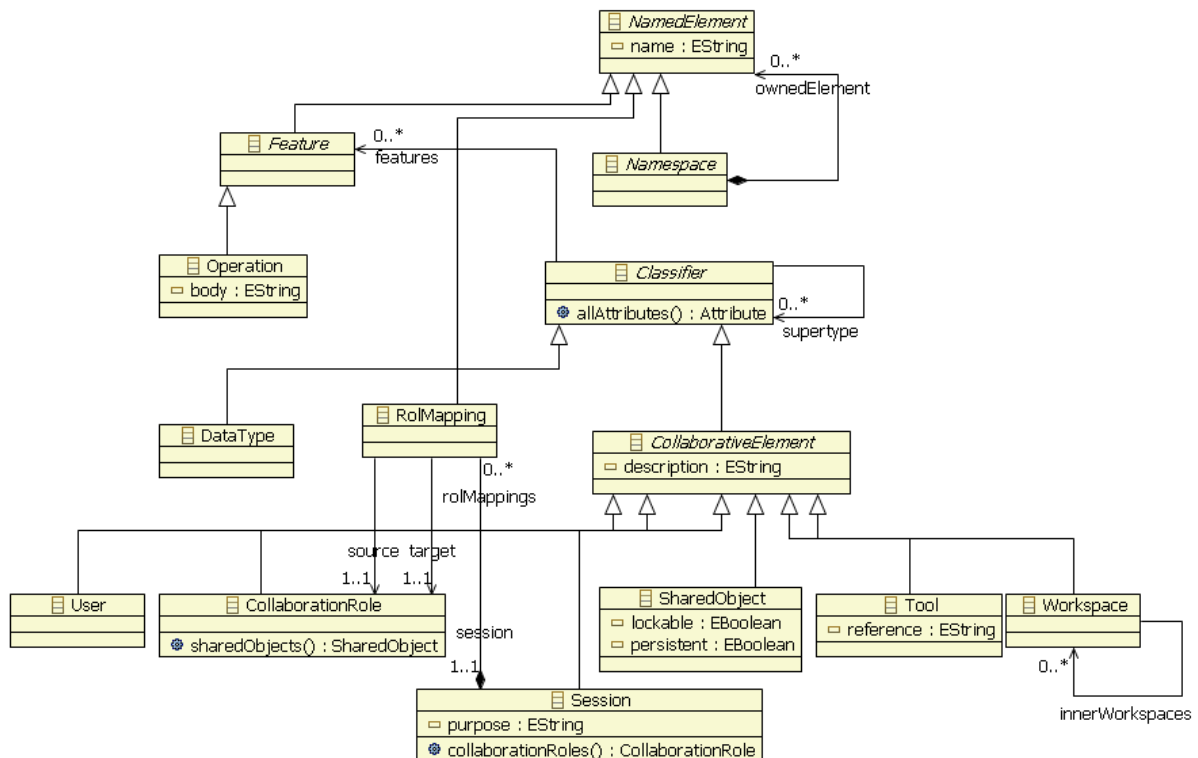 NamedElement
name : EString
0..*
ownedElement
Feature
0..*
features
Namespace
Operation
body : EString
Classifier
allAttributes() : Attribute
0..*
supertype
DataType
RolMapping
0..*
rolMappings
CollaborativeElement
description : EString
source target
1..1 1..1
User
CollaborationRole
sharedObjects() : SharedObject
session
1..1
SharedObject
lockable : EBoolean
persistent : EBoolean
Tool
reference : EString
Workspace
0..*
innerWorkspaces
Session
purpose : EString
collaborationRoles() : CollaborationRole